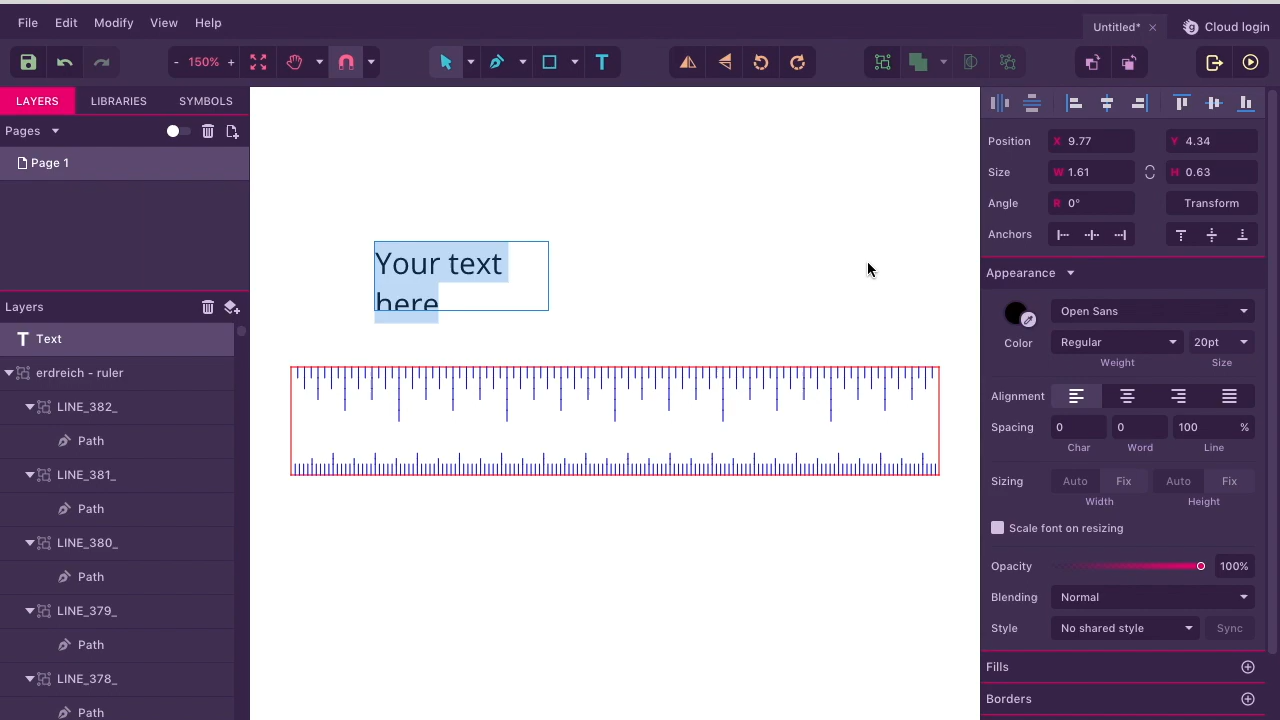 File Edit Modify View Help
Untitled* Cloud login
- 150% +
LAYERS LIBRARIES SYMBOLS
Pages
Page 1
Layers
Text
erdreich - ruler
LINE_382_
Path
LINE_381_
Path
LINE_380_
Path
LINE_379_
Path
LINE_378_
Path
Your text
here
Position X 9.77 Y 4.34
Size W 1.61 H 0.63
Angle R 0° Transform
Anchors
Appearance
Open Sans
Color Regular 20pt
Weight Size
Alignment
Spacing 0 0 100 %
Char Word Line
Sizing Auto Fix Auto Fix
Width Height
Scale font on resizing
Opacity 100%
Blending Normal
Style No shared style Sync
Fills
Borders